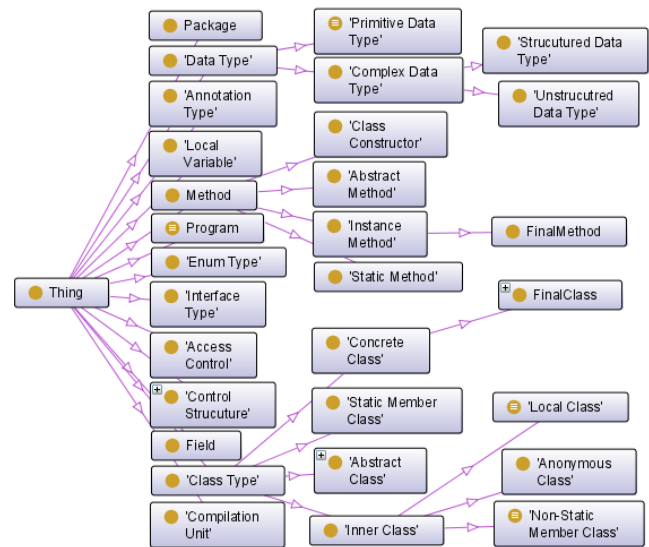 Package
'Data Type'
'Annotation
Type'
'Local
Variable'
Method
Program
'Enum Type'
Thing
'Interface
Type'
'Access
Control'
'Control
Strucuture'
Field
'Class Type'
'Compilation
Unit'
'Primitive Data
Type'
'Complex Data
Type'
'Class
Constructor'
'Abstract
Method'
'Instance
Method'
'Static Method'
'Concrete
Class'
'Static Member
Class'
'Abstract
Class'
'Inner Class'
'Strucutured Data
Type'
'Unstrucutred
Data Type'
FinalMethod
FinalClass
'Local Class'
'Anonymous
Class'
'Non-Static
Member Class'